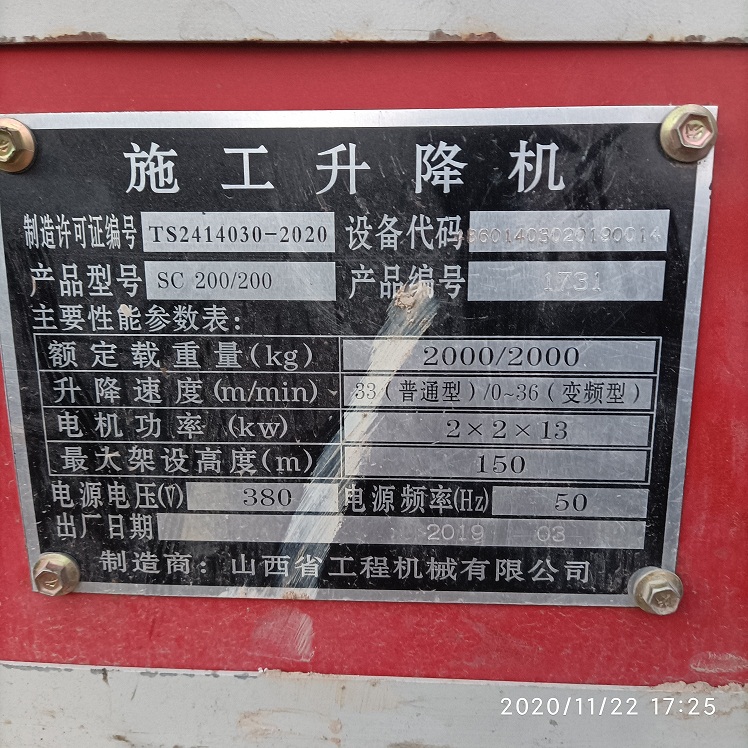 施工升降机
制造许可证编号 TS2414030-2020 设备代码 48601403020190014
产品型号 SC 200/200 产品编号 1731
主要性能参数表:
额定载重量(kg) 2000/2000
升降速度(m/min) 33(普通型)/0~36(变频型)
电机功率(kw) 2×2×13
最大架设高度(m) 150
电源电压(V) 380 电源频率(Hz) 50
出厂日期 2019 03
制造商: 山西省工程机械有限公司
2020/11/22 17:25